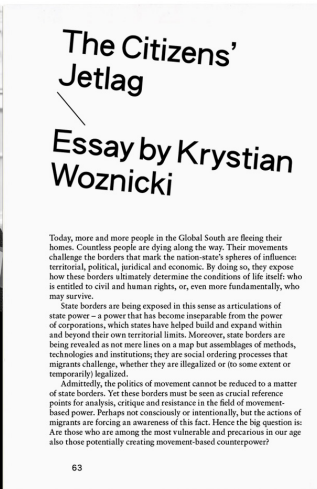 The Citizens'
Jetlag
Essay by Krystian
Woznicki
Today, more and more people in the Global South are fleeing their
homes. Countless people are dying along the way. Their movements
challenge the borders that mark the nation-state's spheres of influence:
territorial, political, juridical and economic. By doing so, they expose
how these borders ultimately determine the conditions of life itself: who
is entitled to civil and human rights, or, even more fundamentally, who
may survive.
State borders are being exposed in this sense as articulations of
state power – a power that has become inseparable from the power
of corporations, which states have helped build and expand within
and beyond their own territorial limits. Moreover, state borders are
being revealed as not mere lines on a map but assemblages of methods,
technologies and institutions; they are social ordering processes that
migrants challenge, whether they are illegalized or (to some extent or
temporarily) legalized.
Admittedly, the politics of movement cannot be reduced to a matter
of state borders. Yet these borders must be seen as crucial reference
points for analysis, critique and resistance in the field of movement-
based power. Perhaps not consciously or intentionally, but the actions of
migrants are forcing an awareness of this fact. Hence the big question is:
Are those who are among the most vulnerable and precarious in our age
also those potentially creating movement-based counterpower?
63